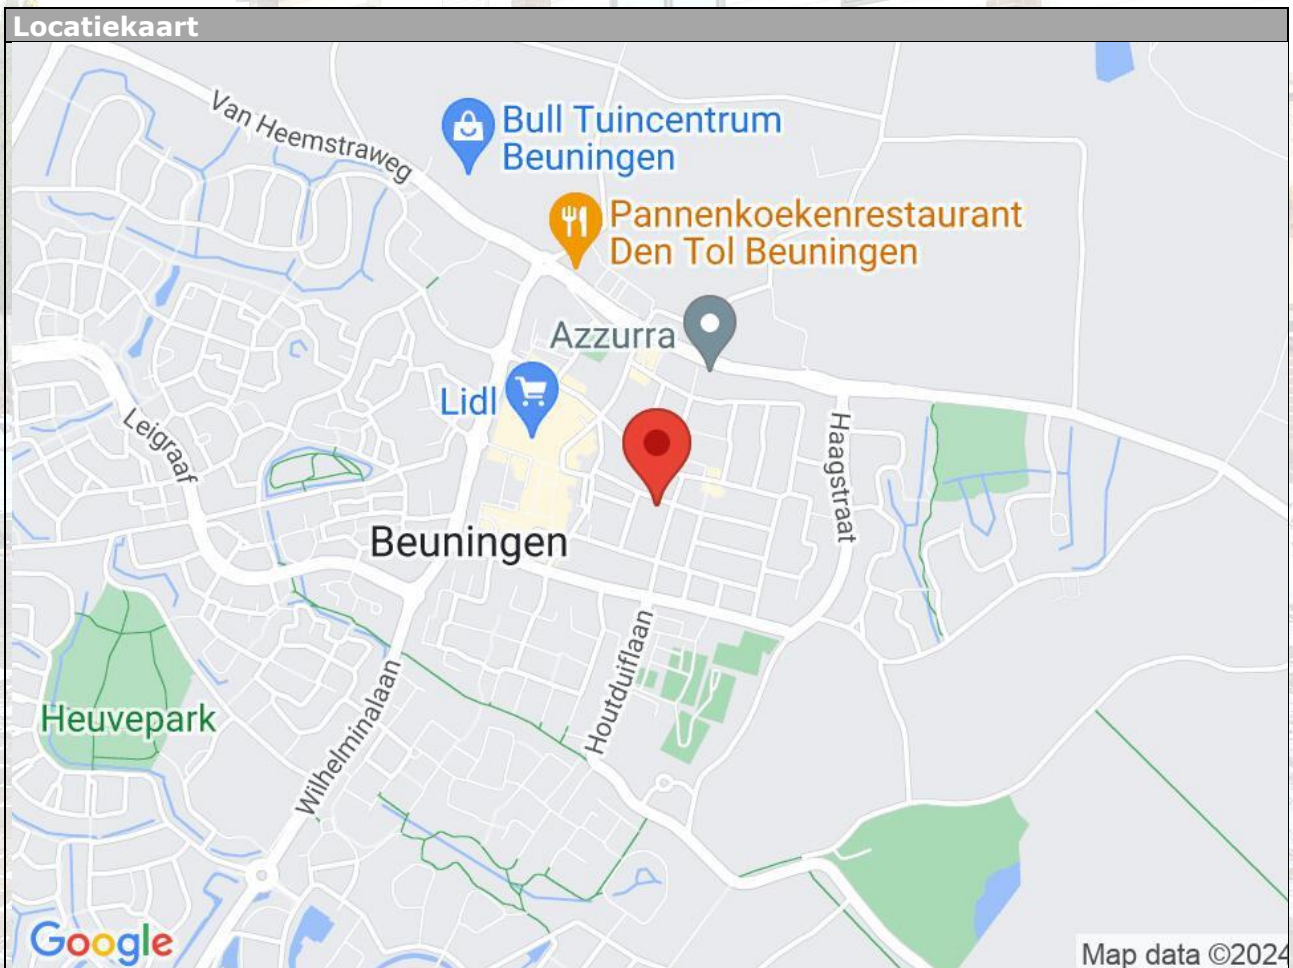 Locatiekaart
Van Heemstraweg
Bull Tuincentrum
Beuningen
Pannenkoekenrestaurant
Den Tol Beuningen
Azzurra
Lidl
Leigraaf
Haagstraat
Beuningen
Houtduiflaan
Heuvepark
Wilhelminalaan
Google
Map data ©2024